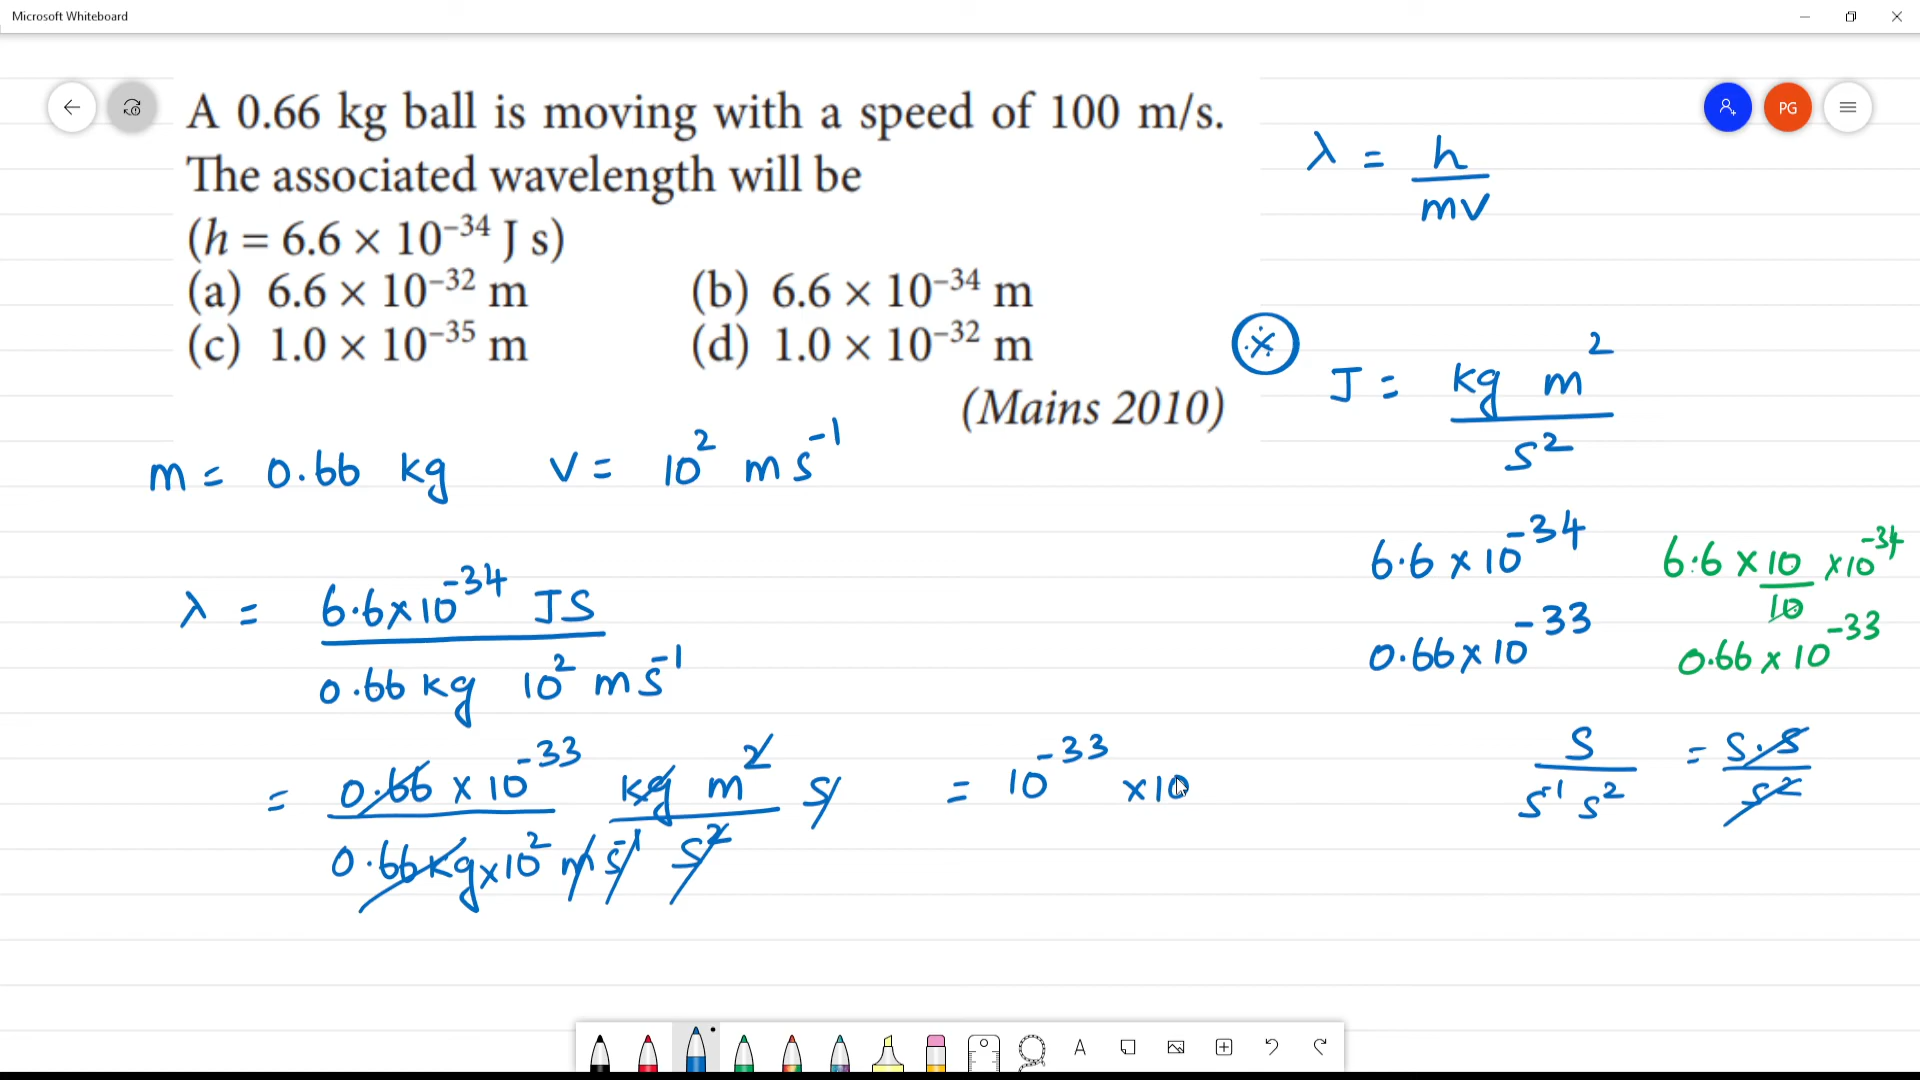 Microsoft Whiteboard
PG
A 0.66 kg ball is moving with a speed of 100 m/s.
The associated wavelength will be
(h = 6.6 × 10⁻³⁴ J s)
(a) 6.6 × 10⁻³² m (b) 6.6 × 10⁻³⁴ m
(c) 1.0 × 10⁻³⁵ m (d) 1.0 × 10⁻³² m
(Mains 2010)
λ = h / mv
J = kg m² / s²
m = 0.66 kg v = 10² m s⁻¹
6.6 × 10⁻³⁴
0.66 × 10⁻³³
6.6 × 10 / 10 × 10⁻³⁴
0.66 × 10⁻³³
λ = 6.6 × 10⁻³⁴ JS / 0.66 kg 10² m s⁻¹
= 0.66 × 10⁻³³ kg m² s / 0.66 kg × 10² m s⁻¹ s² = 10⁻³³ × 10
s / s⁻¹ s² = s.s / s²
A